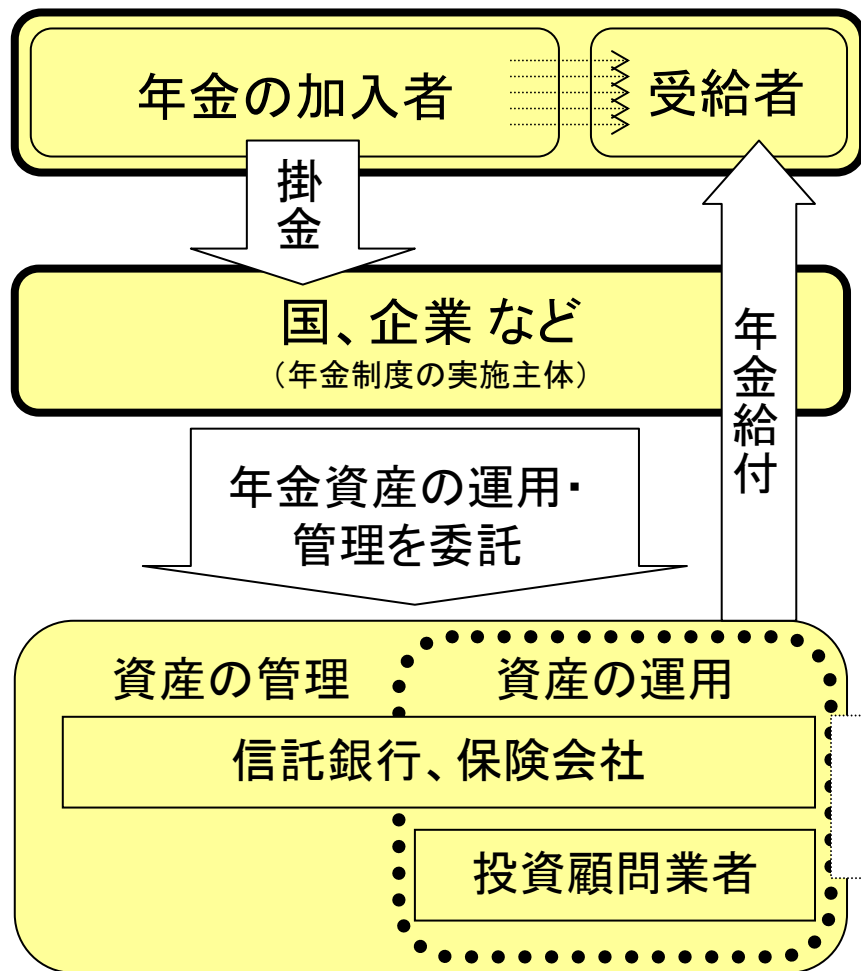 年金の加入者
受給者
掛金
国、企業 など
（年金制度の実施主体）
年金給付
年金資産の運用・
管理を委託
資産の管理
資産の運用
信託銀行、保険会社
投資顧問業者